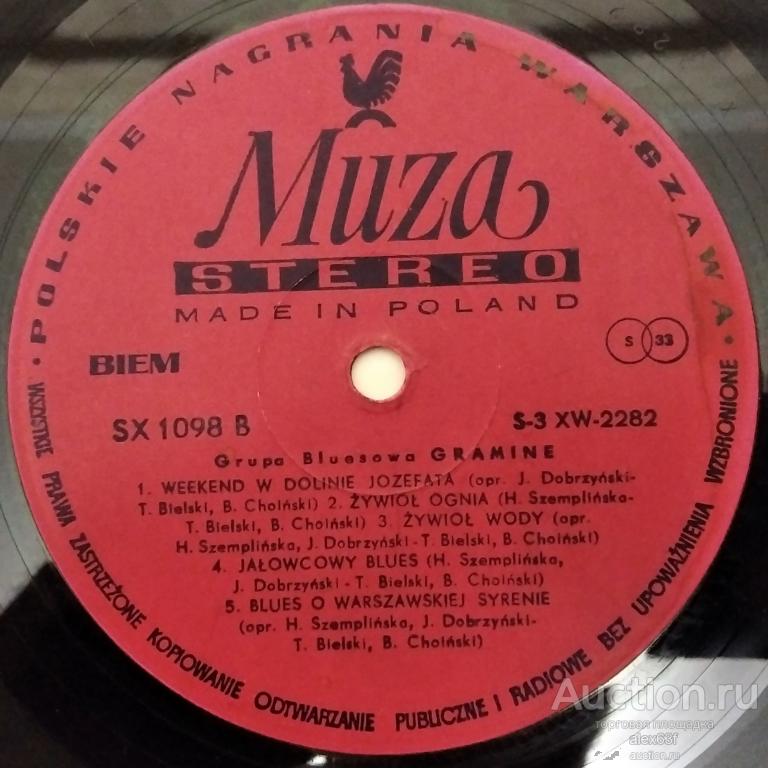 POLSKIE NAGRANIA WARSZAWA
Muza
STEREO
MADE IN POLAND
BIEM
S 33
SX 1098 B
S-3 XW-2282
Grupa Bluesowa GRAMINE
1. WEEKEND W DOLINIE JOZEFATA (opr. J. Dobrzyński-
T. Bielski, B. Choiński) 2. ŻYWIOŁ OGNIA (H. Szemplińska-
T. Bielski, B. Choiński) 3. ŻYWIOŁ WODY (opr.
H. Szemplińska, J. Dobrzyński-T. Bielski, B. Choiński)
4. JAŁOWCOWY BLUES (H. Szemplińska,
J. Dobrzyński-T. Bielski, B. Choiński)
5. BLUES O WARSZAWSKIEJ SYRENIE
(opr. H. Szemplińska, J. Dobrzyński-
T. Bielski, B. Choiński)
WSZYSTKIE PRAWA ZASTRZEŻONE KOPIOWANIE ODTWARZANIE PUBLICZNE I RADIOWE BEZ UPOWAŻNIENIA WZBRONIONE
Auction.ru
торговая площадка
alex68f
auction.ru